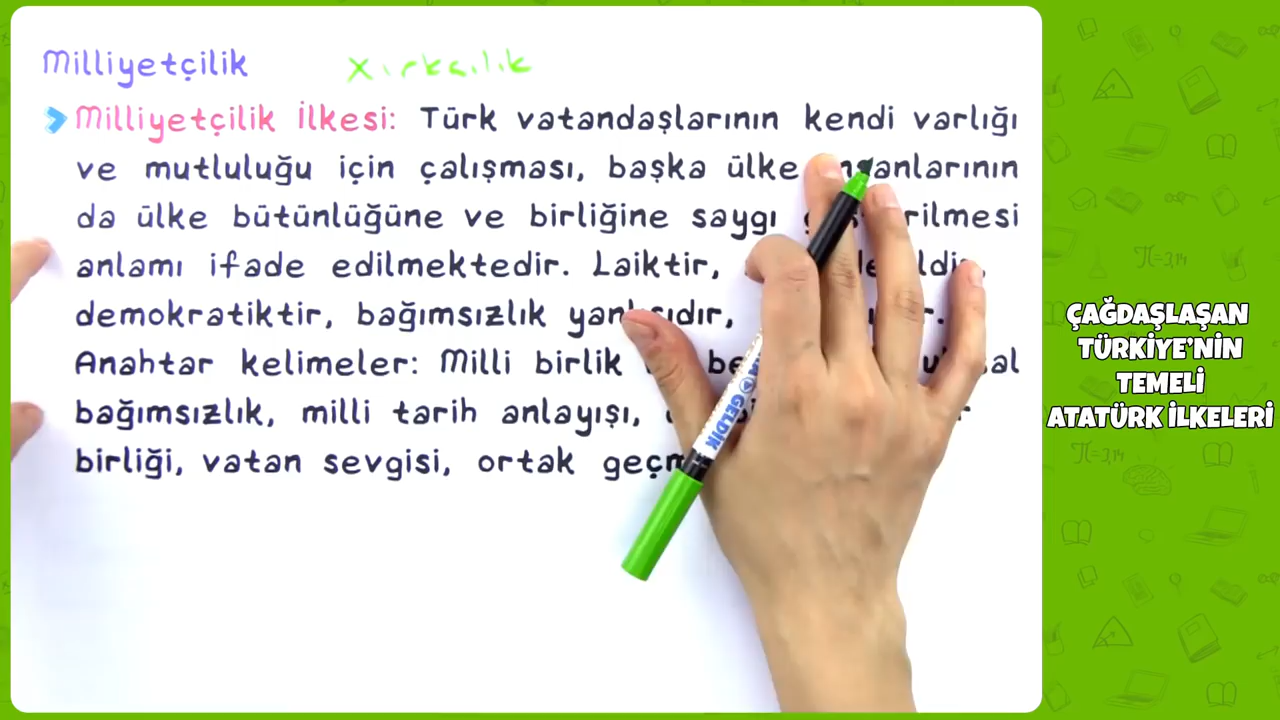 Milliyetçilik xırkçılık
Milliyetçilik İlkesi: Türk vatandaşlarının kendi varlığı
ve mutluluğu için çalışması, başka ülke
da ülke bütünlüğüne ve birliğine saygı
anlamı ifade edilmektedir. Laiktir,
demokratiktir, bağımsızlık
Anahtar kelimeler: Milli birlik
bağımsızlık, milli tarih anlayışı,
birliği, vatan sevgisi, ortak
GELDİK
ÇAĞDAŞLAŞAN
TÜRKİYE'NİN
TEMELİ
ATATÜRK İLKELERİ